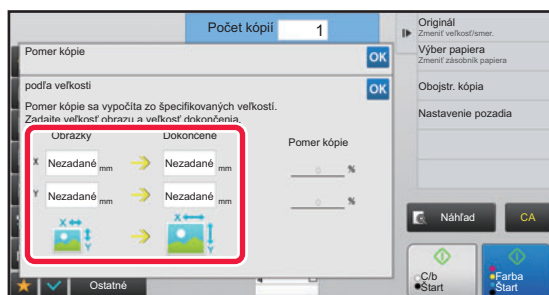 Počet kópií 1
Pomer kópie OK
podľa veľkosti OK
Pomer kópie sa vypočíta zo špecifikovaných veľkostí.
Zadajte veľkosť obrazu a veľkosť dokončenia.
Obrázky Dokončené Pomer kópie
X Nezadané mm Nezadané mm 0 %
Y Nezadané mm Nezadané mm 0 %
X Y X Y
Ostatné
Originál
Zmeniť veľkosť/smer.
Výber papiera
Zmeniť zásobník papiera
Obojstr. kópia
Nastavenie pozadia
Náhľad CA
C/b
Štart
Farba
Štart